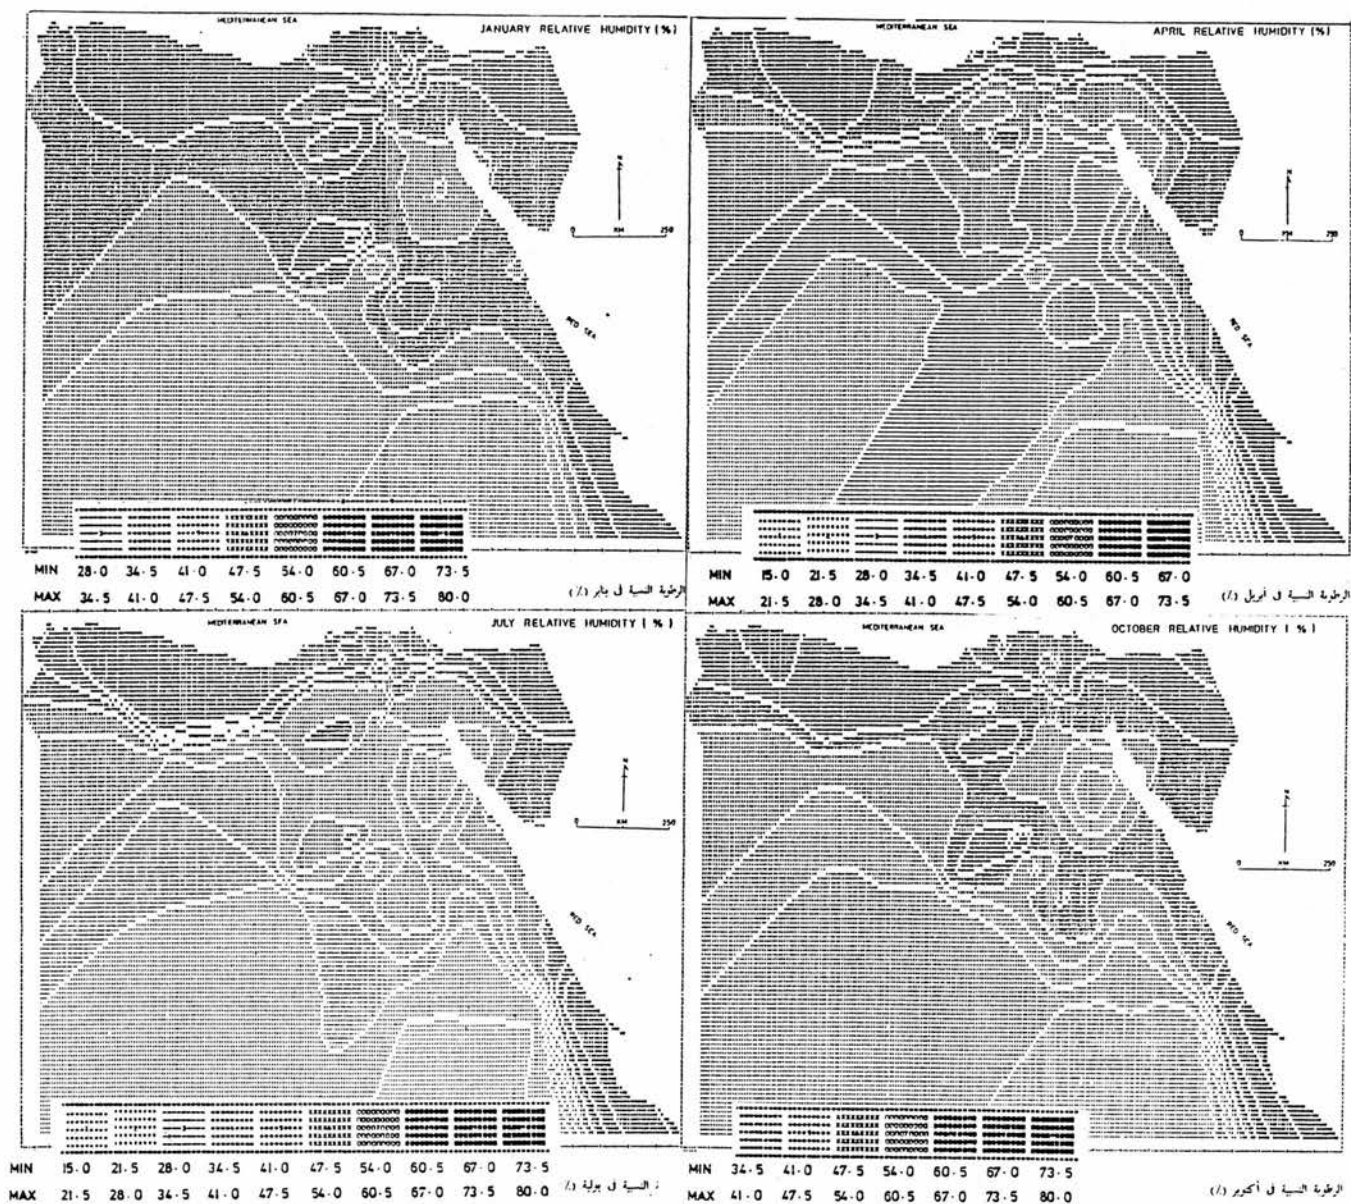 MEDITERRANEAN SEA
JANUARY RELATIVE HUMIDITY (%)
0 KM 250
RED SEA
MIN 28.0 34.5 41.0 47.5 54.0 60.5 67.0 73.5
MAX 34.5 41.0 47.5 54.0 60.5 67.0 73.5 80.0
الرطوبة النسبية فى يناير (٪)
MEDITERRANEAN SEA
APRIL RELATIVE HUMIDITY (%)
N
0 KM 250
RED SEA
MIN 15.0 21.5 28.0 34.5 41.0 47.5 54.0 60.5 67.0
MAX 21.5 28.0 34.5 41.0 47.5 54.0 60.5 67.0 73.5
الرطوبة النسبية فى أبريل (٪)
MEDITERRANEAN SEA
JULY RELATIVE HUMIDITY (%)
0 KM 250
RED SEA
MIN 15.0 21.5 28.0 34.5 41.0 47.5 54.0 60.5 67.0 73.5
MAX 21.5 28.0 34.5 41.0 47.5 54.0 60.5 67.0 73.5 80.0
النسبية فى يولية (٪)
MEDITERRANEAN SEA
OCTOBER RELATIVE HUMIDITY ( %)
0 KM 250
RED SEA
MIN 34.5 41.0 47.5 54.0 60.5 67.0 73.5
MAX 41.0 47.5 54.0 60.5 67.0 73.5 80.0
الرطوبة النسبية فى أكتوبر (٪)